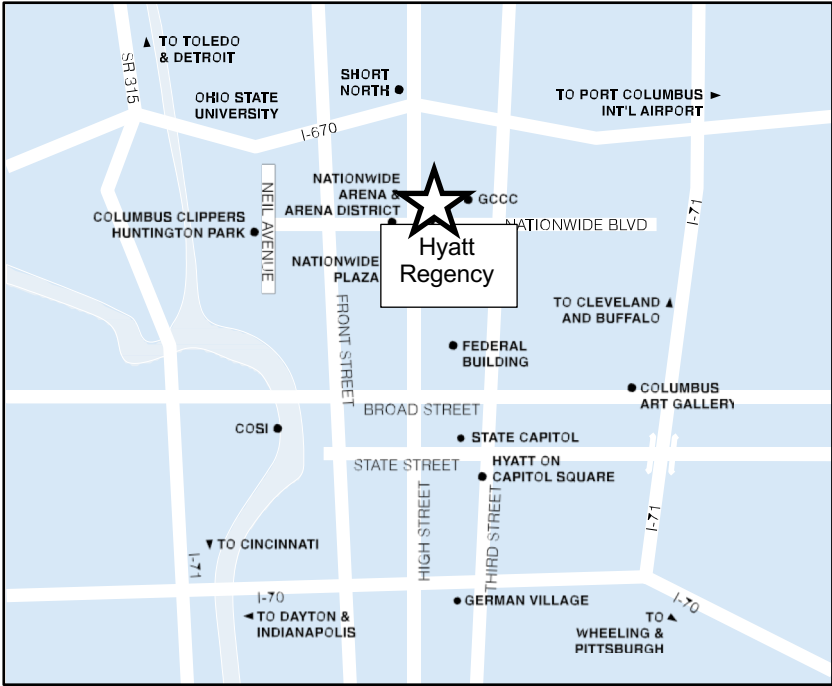 TO TOLEDO
& DETROIT
SR 315
SHORT
NORTH
OHIO STATE
UNIVERSITY
TO PORT COLUMBUS
INT'L AIRPORT
I-670
NATIONWIDE
ARENA &
ARENA DISTRICT
GCCC
NEIL AVENUE
COLUMBUS CLIPPERS
HUNTINGTON PARK
NATIONWIDE BLVD
I-71
Hyatt
Regency
NATIONWIDE
PLAZA
FRONT STREET
TO CLEVELAND
AND BUFFALO
FEDERAL
BUILDING
COLUMBUS
ART GALLERY
BROAD STREET
COSI
STATE CAPITOL
STATE STREET
HYATT ON
CAPITOL SQUARE
HIGH STREET
THIRD STREET
I-71
TO CINCINNATI
I-71
I-70
GERMAN VILLAGE
I-70
TO DAYTON &
INDIANAPOLIS
TO
WHEELING &
PITTSBURGH